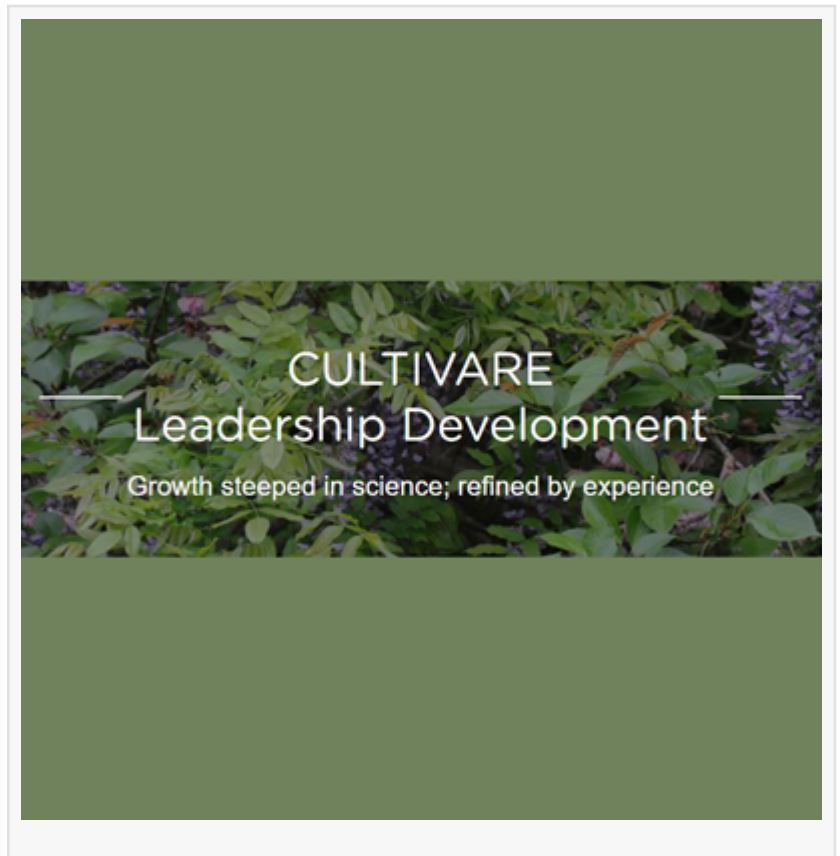 CULTIVARE
Leadership Development
Growth steeped in science; refined by experience